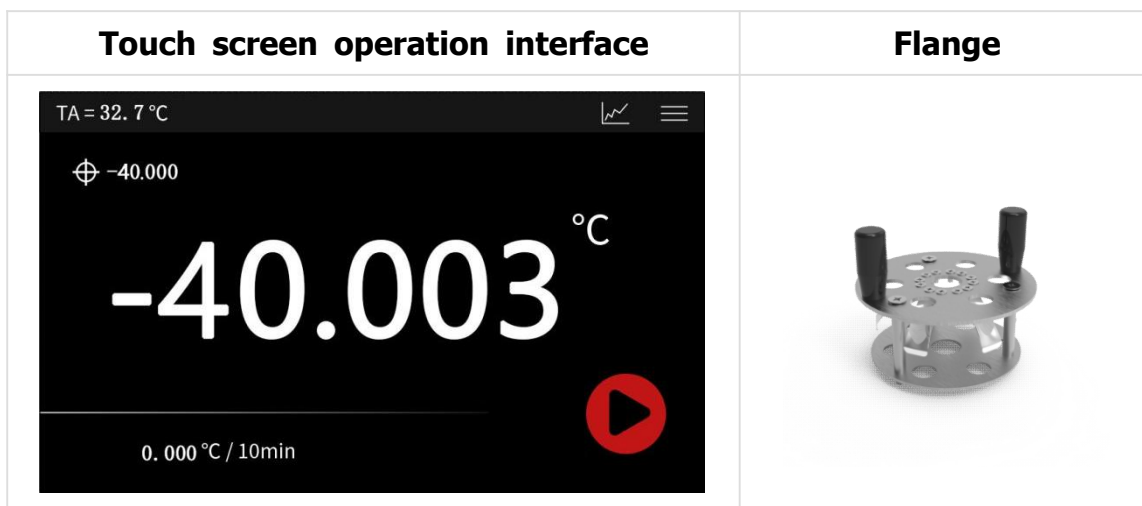 Touch screen operation interface
Flange
TA = 32. 7 °C
-40.000
-40.003 °C
0. 000 °C / 10min